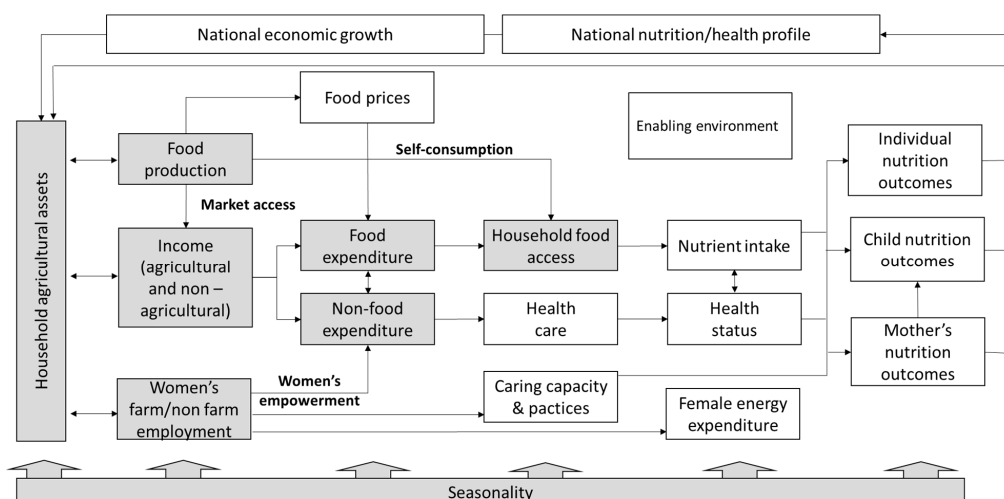 National economic growth
National nutrition/health profile
Food prices
Enabling environment
Food
production
Self-consumption
Individual
nutrition
outcomes
Market access
Household agricultural assets
Income
(agricultural
and non –
agricultural)
Food
expenditure
Household food
access
Nutrient intake
Child nutrition
outcomes
Non-food
expenditure
Health
care
Health
status
Mother's
nutrition
outcomes
Women's
empowerment
Women's
farm/non farm
employment
Caring capacity
& pactices
Female energy
expenditure
Seasonality